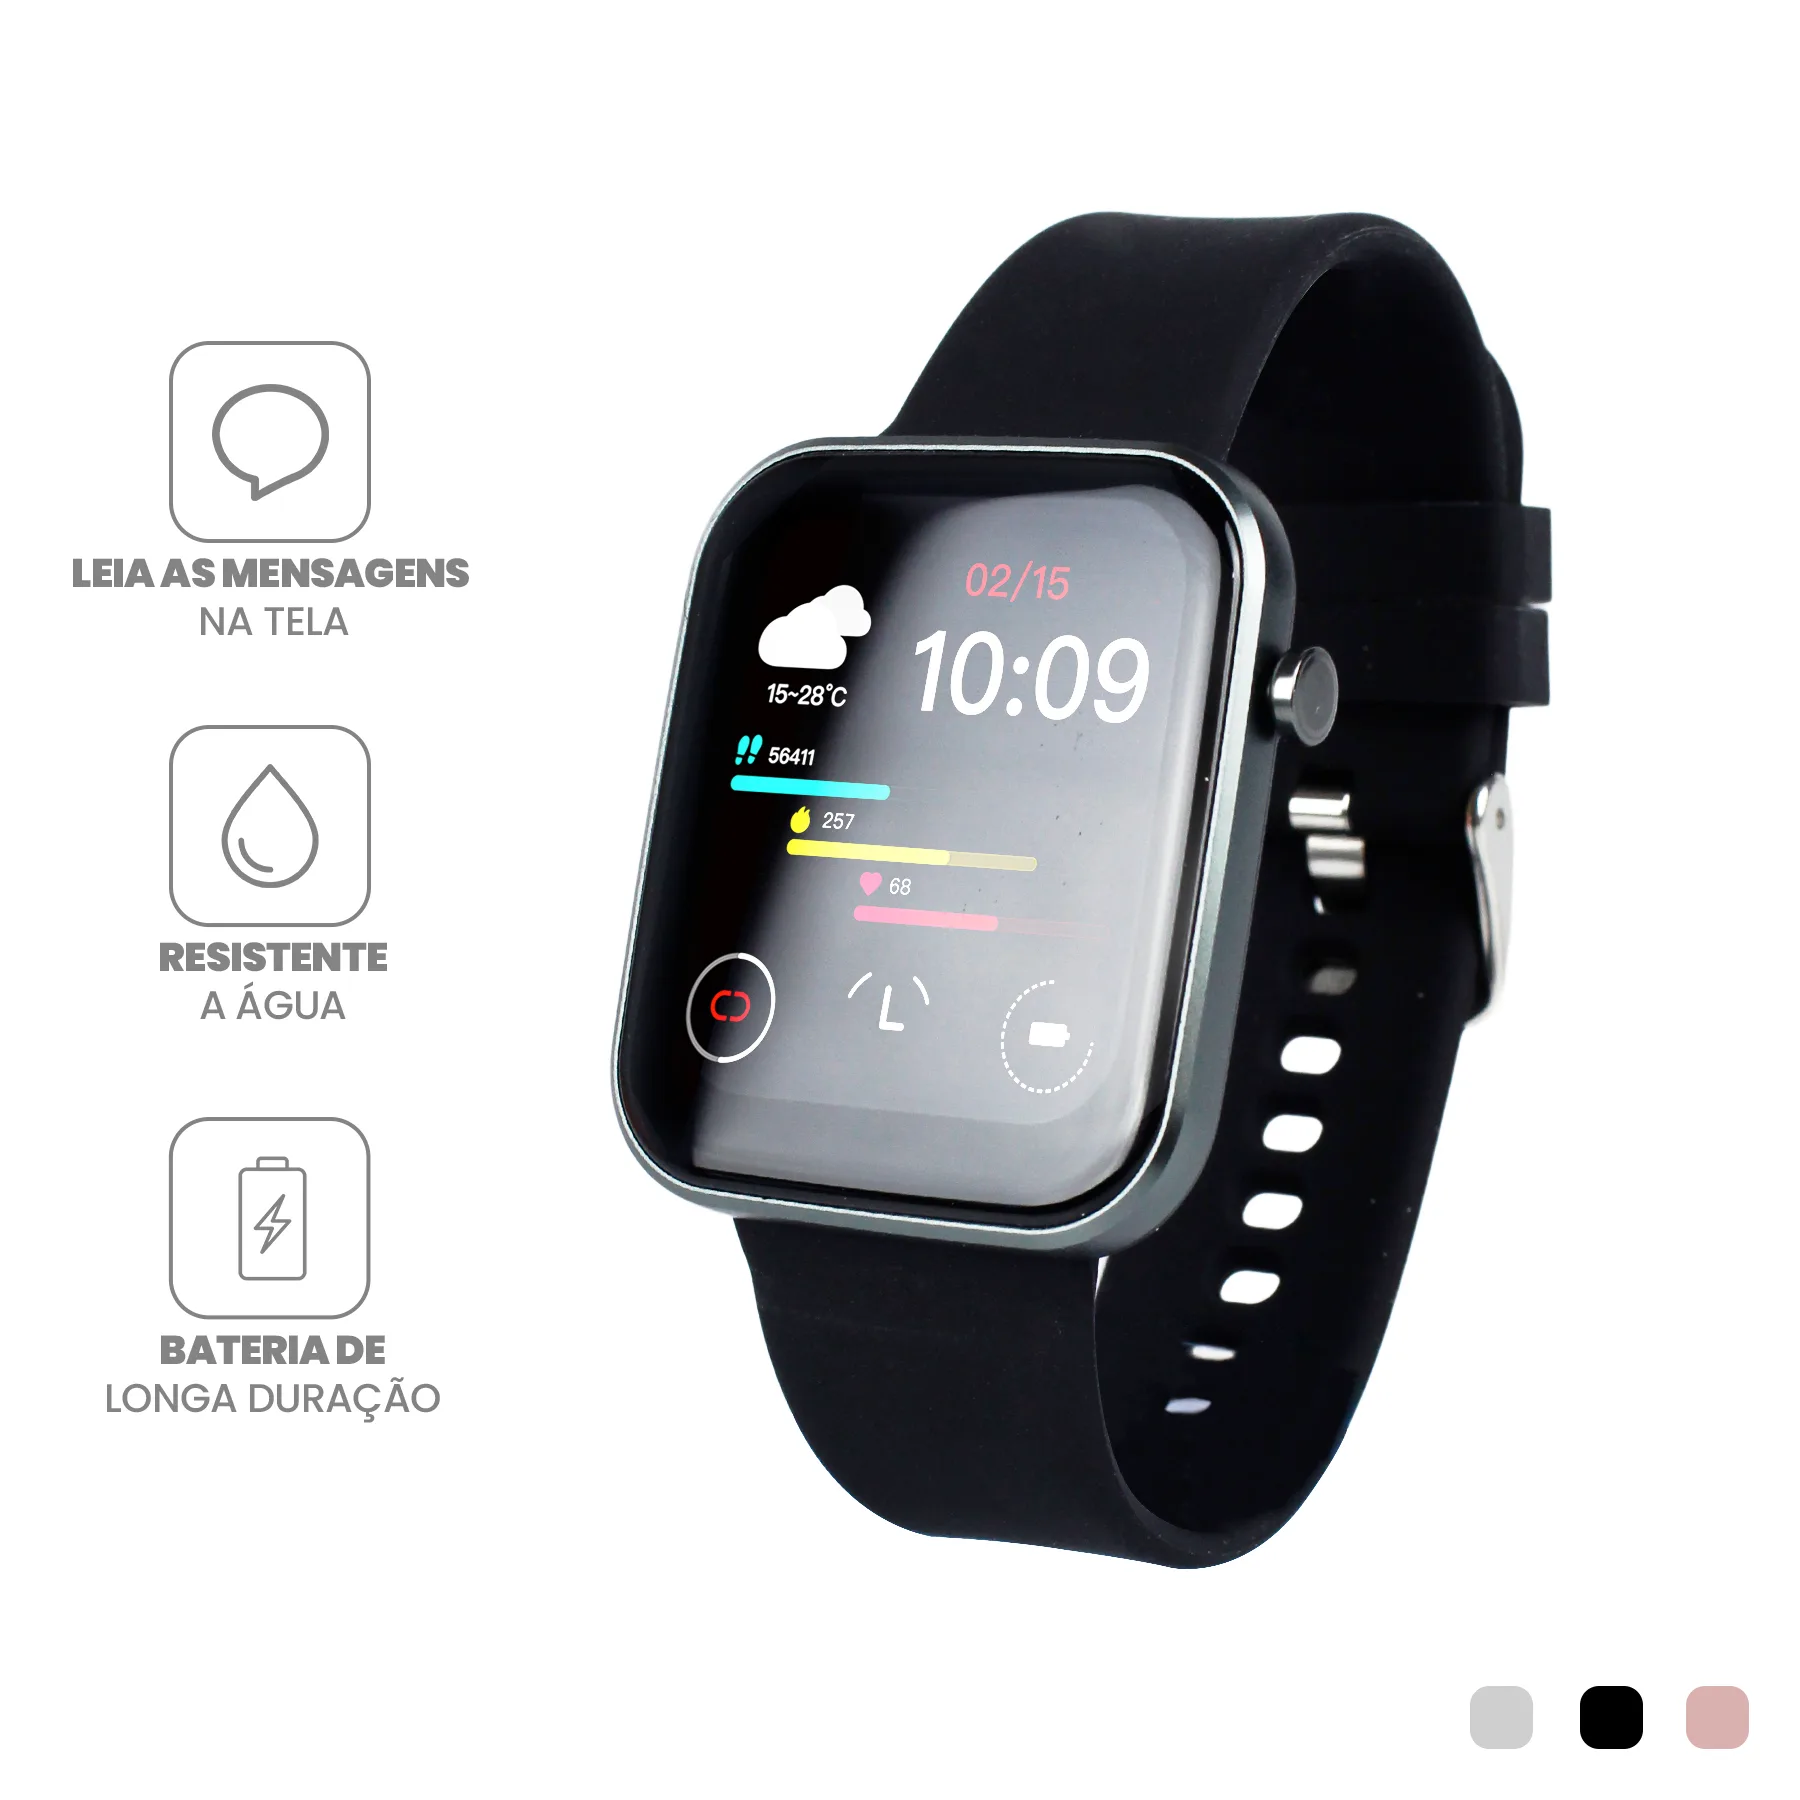 LEIA AS MENSAGENS
NA TELA
RESISTENTE
A ÁGUA
BATERIA DE
LONGA DURAÇÃO
02/15
10:09
15~28°C
56411
257
68